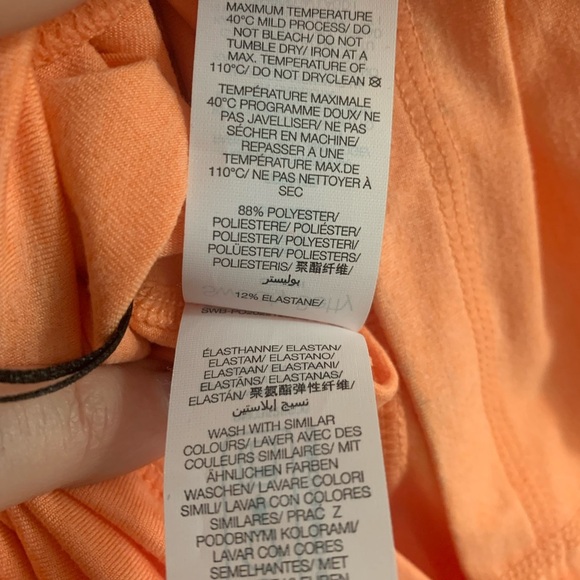 MAXIMUM TEMPERATURE
40°C MILD PROCESS/ DO
NOT BLEACH/ DO NOT
TUMBLE DRY/ IRON AT A
MAX. TEMPERATURE OF
110°C/ DO NOT DRYCLEAN
TEMPÉRATURE MAXIMALE
40°C PROGRAMME DOUX/ NE
PAS JAVELLISER/ NE PAS
SÉCHER EN MACHINE/
REPASSER A UNE
TEMPÉRATURE MAX.DE
110°C/ NE PAS NETTOYER À
SEC
88% POLYESTER/
POLIESTERE/ POLIÉSTER/
POLIESTER/ POLYESTERI/
POLÜESTER/ POLIESTERS/
POLIESTERIS/ 聚酯纤维/
بوليستر
12% ELASTANE/
ÉLASTHANNE/ ELASTAN/
ELASTAM/ ELASTANO/
ELASTAAN/ ELASTAANI/
ELASTĀNS/ ELASTANAS/
ELASTÁN/ 聚氨酯弹性纤维/
نسيج إيلاستين
WASH WITH SIMILAR
COLOURS/ LAVER AVEC DES
COULEURS SIMILAIRES/ MIT
ÄHNLICHEN FARBEN
WASCHEN/ LAVARE COLORI
SIMILI/ LAVAR CON COLORES
SIMILARES/ PRAĆ Z
PODOBNYMI KOLORAMI/
LAVAR COM CORES
SEMELHANTES/ MET